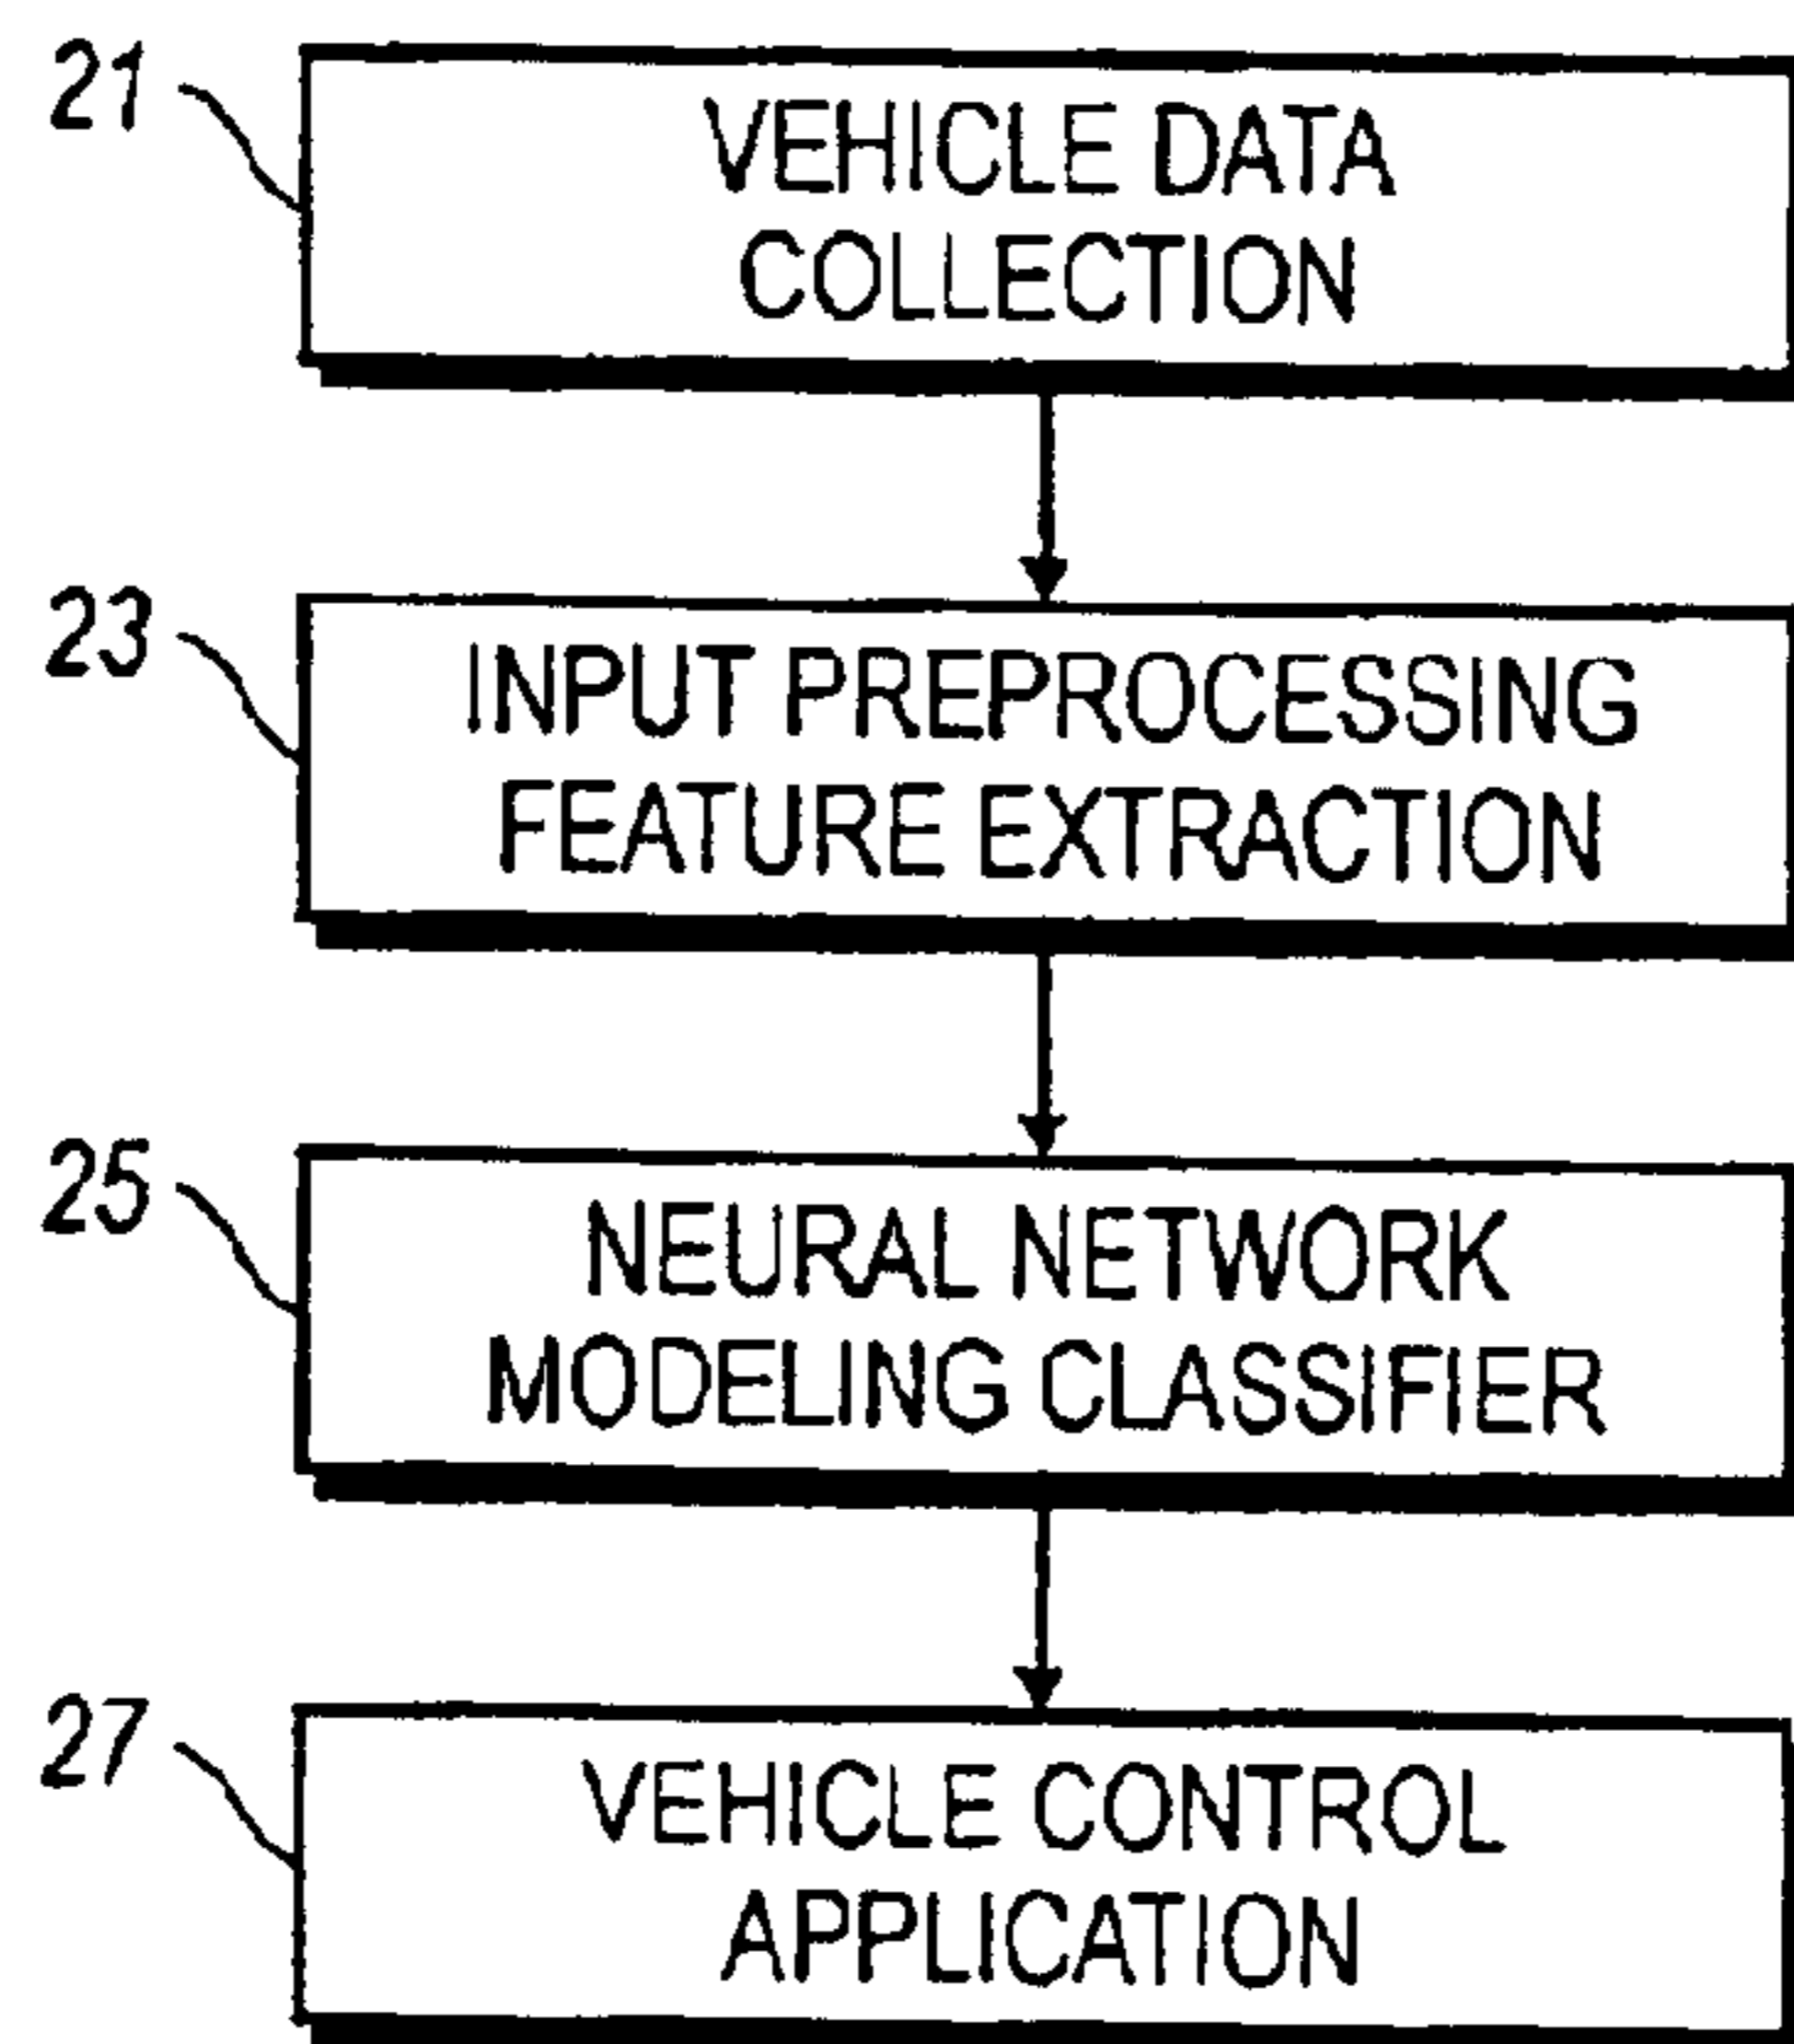 21
VEHICLE DATA
COLLECTION
23
INPUT PREPROCESSING
FEATURE EXTRACTION
25
NEURAL NETWORK
MODELING CLASSIFIER
27
VEHICLE CONTROL
APPLICATION